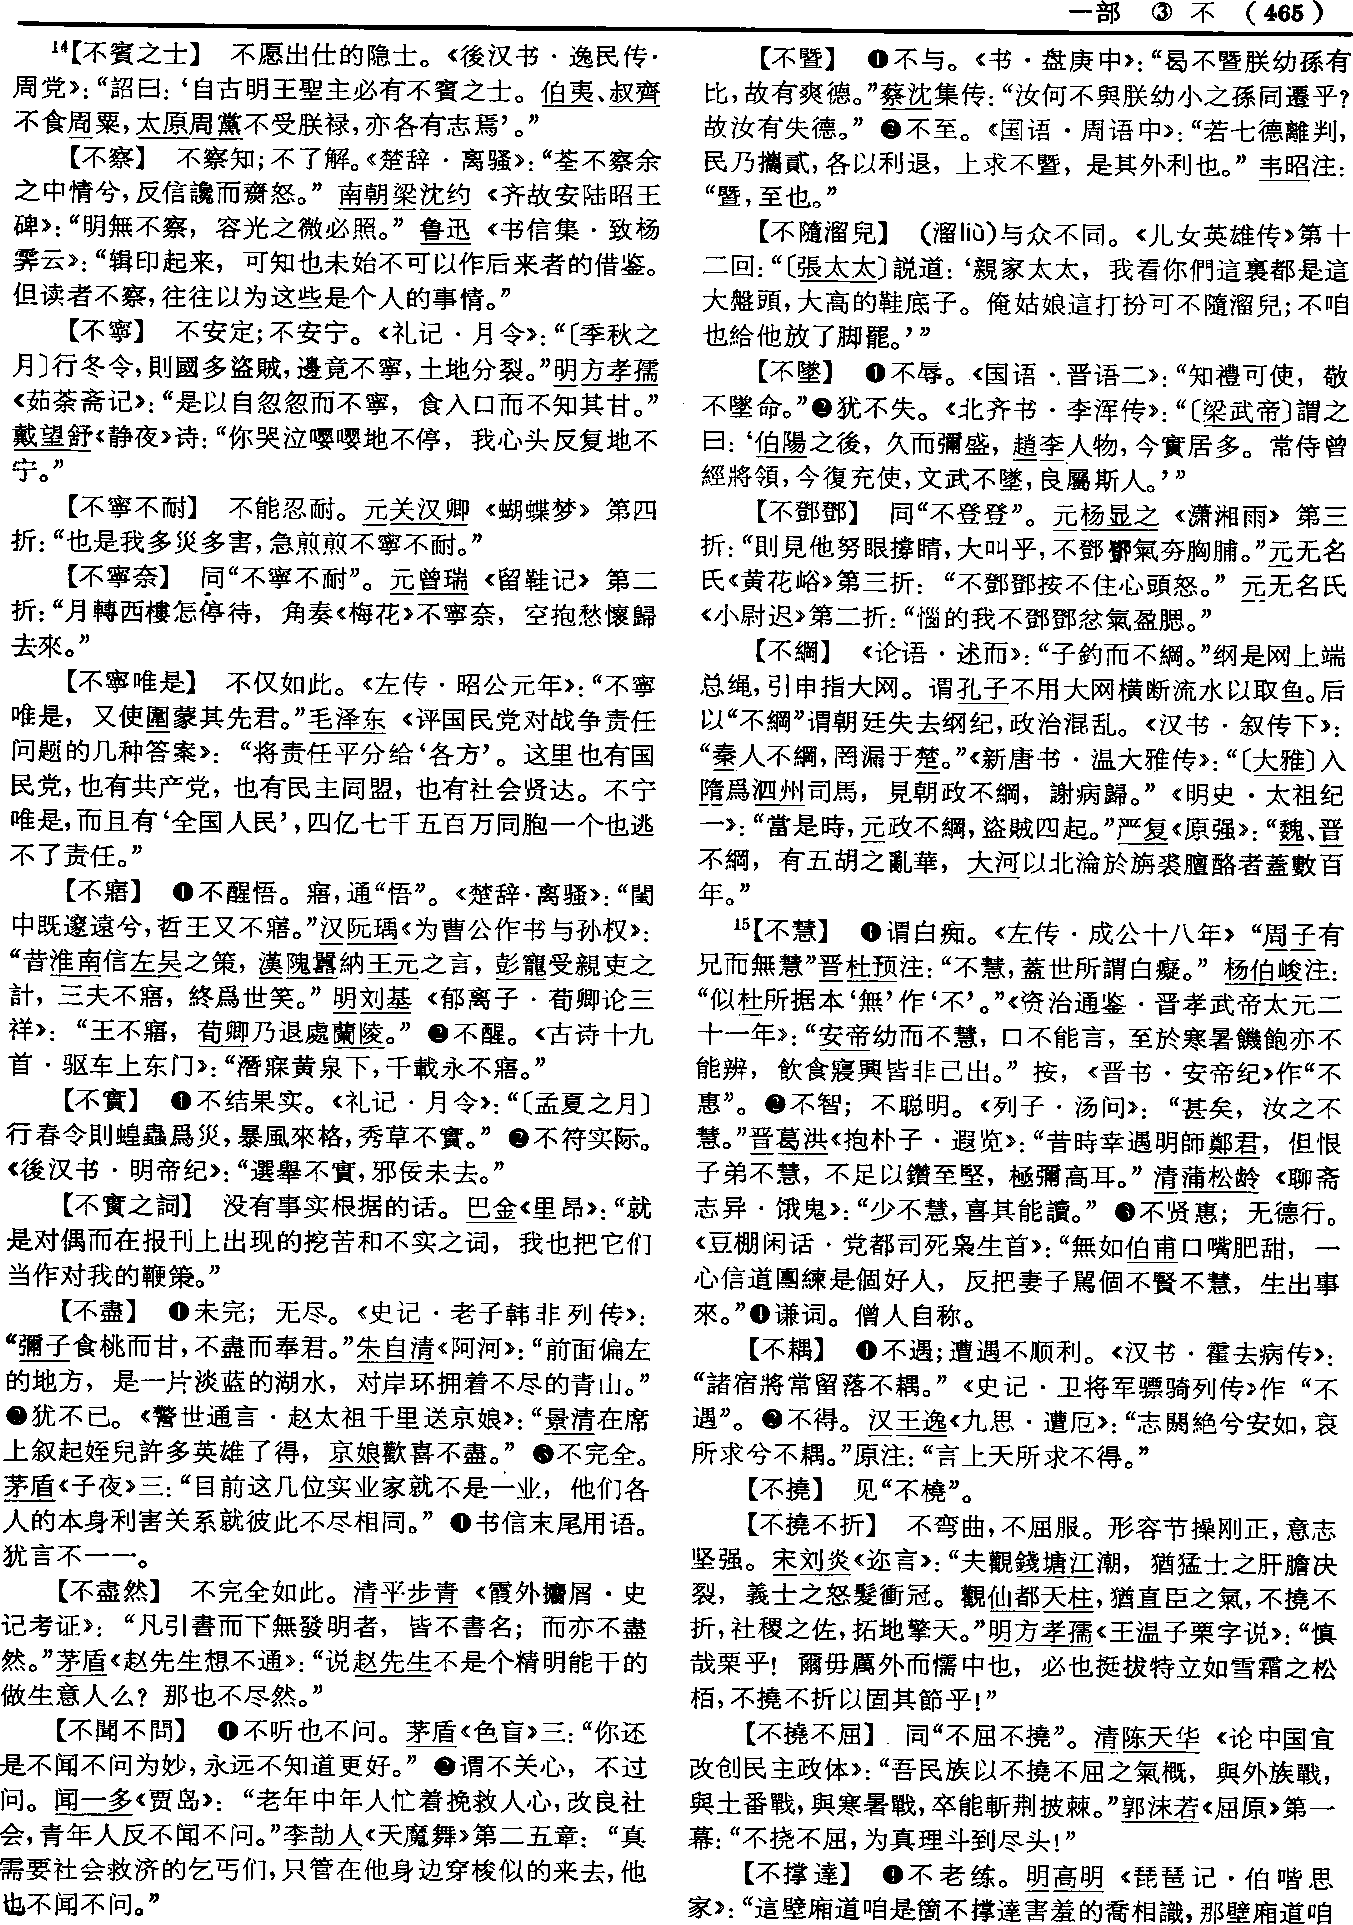 一部 ③ 不 （465）
14【不賓之士】 不愿出仕的隐士。《後汉书·逸民传·
周党》：“詔曰：‘自古明王聖主必有不賓之士。伯夷、叔齊
不食周粟，太原周黨不受朕禄，亦各有志焉’。”
【不察】 不察知；不了解。《楚辞·离骚》：“荃不察余
之中情兮，反信讒而齌怒。” 南朝梁沈约《齐故安陆昭王
碑》：“明無不察，容光之微必照。” 鲁迅《书信集·致杨
霁云》：“辑印起来，可知也未始不可以作后来者的借鉴。
但读者不察，往往以为这些是个人的事情。”
【不寧】 不安定；不安宁。《礼记·月令》：“〔季秋之
月〕行冬令，則國多盜賊，邊竟不寧，土地分裂。”明方孝孺
《茹荼斋记》：“是以自忽忽而不寧，食入口而不知其甘。”
戴望舒《静夜》诗：“你哭泣嘤嘤地不停，我心头反复地不
宁。”
【不寧不耐】 不能忍耐。元关汉卿《蝴蝶梦》第四
折：“也是我多災多害，急煎煎不寧不耐。”
【不寧奈】 同“不寧不耐”。元曾瑞《留鞋记》第二
折：“月轉西樓怎停待，角奏《梅花》不寧奈，空抱愁懷歸
去來。”
【不寧唯是】 不仅如此。《左传·昭公元年》：“不寧
唯是，又使圍蒙其先君。”毛泽东《评国民党对战争责任
问题的几种答案》：“将责任平分给‘各方’。这里也有国
民党，也有共产党，也有民主同盟，也有社会贤达。不宁
唯是，而且有‘全国人民’，四亿七千五百万同胞一个也逃
不了责任。”
【不寤】 ❶不醒悟。寤，通“悟”。《楚辞·离骚》：“閨
中既邃遠兮，哲王又不寤。”汉阮瑀《为曹公作书与孙权》：
“昔淮南信左吴之策，漢隗囂納王元之言，彭寵受親吏之
計，三夫不寤，終爲世笑。” 明刘基《郁离子·荀卿论三
祥》：“王不寤，荀卿乃退處蘭陵。” ❷不醒。《古诗十九
首·驱车上东门》：“潛寐黄泉下，千載永不寤。”
【不實】 ❶不结果实。《礼记·月令》：“〔孟夏之月〕
行春令則蝗蟲爲災，暴風來格，秀草不實。” ❷不符实际。
《後汉书·明帝纪》：“選舉不實，邪佞未去。”
【不實之詞】 没有事实根据的话。巴金《里昂》：“就
是对偶而在报刊上出现的挖苦和不实之词，我也把它们
当作对我的鞭策。”
【不盡】 ❶未完；无尽。《史记·老子韩非列传》：
“彌子食桃而甘，不盡而奉君。”朱自清《阿河》：“前面偏左
的地方，是一片淡蓝的湖水，对岸环拥着不尽的青山。”
❷犹不已。《警世通言·赵太祖千里送京娘》：“景清在席
上叙起姪兒許多英雄了得，京娘歡喜不盡。” ❸不完全。
茅盾《子夜》三：“目前这几位实业家就不是一业，他们各
人的本身利害关系就彼此不尽相同。” ❹书信末尾用语。
犹言不一一。
【不盡然】 不完全如此。清平步青《霞外攟屑·史
记考证》：“凡引書而下無發明者，皆不書名；而亦不盡
然。”茅盾《赵先生想不通》：“说赵先生不是个精明能干的
做生意人么？那也不尽然。”
【不聞不問】 ❶不听也不问。茅盾《色盲》三：“你还
是不闻不问为妙，永远不知道更好。” ❷谓不关心，不过
问。闻一多《贾岛》：“老年中年人忙着挽救人心，改良社
会，青年人反不闻不问。”李劼人《天魔舞》第二五章：“真
需要社会救济的乞丐们，只管在他身边穿梭似的来去，他
也不闻不问。”
【不暨】 ❶不与。《书·盘庚中》：“曷不暨朕幼孫有
比，故有爽德。”蔡沈集传：“汝何不與朕幼小之孫同遷乎？
故汝有失德。” ❷不至。《国语·周语中》：“若七德離判，
民乃攜貳，各以利退，上求不暨，是其外利也。” 韦昭注：
“暨，至也。”
【不隨溜兒】 （溜liù）与众不同。《儿女英雄传》第十
二回：“〔張太太〕説道：‘親家太太，我看你們這裏都是這
大盤頭，大高的鞋底子。俺姑娘這打扮可不隨溜兒；不咱
也給他放了脚罷。’”
【不墜】 ❶不辱。《国语·晋语二》：“知禮可使，敬
不墜命。”❷犹不失。《北齐书·李浑传》：“〔梁武帝〕謂之
曰：‘伯陽之後，久而彌盛，趙李人物，今實居多。常侍曾
經將領，今復充使，文武不墜，良屬斯人。’”
【不鄧鄧】 同“不登登”。元杨显之《潇湘雨》第三
折：“則見他努眼撐睛，大叫乎，不鄧鄧氣夯胸脯。”元无名
氏《黄花峪》第三折：“不鄧鄧按不住心頭怒。” 元无名氏
《小尉迟》第二折：“惱的我不鄧鄧忿氣盈腮。”
【不綱】 《论语·述而》：“子釣而不綱。”纲是网上端
总绳，引申指大网。谓孔子不用大网横断流水以取鱼。后
以“不綱”谓朝廷失去纲纪，政治混乱。《汉书·叙传下》：
“秦人不綱，罔漏于楚。”《新唐书·温大雅传》：“〔大雅〕入
隋爲泗州司馬，見朝政不綱，謝病歸。”《明史·太祖纪
一》：“當是時，元政不綱，盜賊四起。”严复《原强》：“魏、晋
不綱，有五胡之亂華，大河以北淪於旃裘膻酪者蓋數百
年。”
15【不慧】 ❶谓白痴。《左传·成公十八年》“周子有
兄而無慧”晋杜预注：“不慧，蓋世所謂白癡。” 杨伯峻注：
“似杜所据本‘無’作‘不’。”《资治通鉴·晋孝武帝太元二
十一年》：“安帝幼而不慧，口不能言，至於寒暑饑飽亦不
能辨，飲食寢興皆非己出。” 按，《晋书·安帝纪》作“不
惠”。❷不智；不聪明。《列子·汤问》：“甚矣，汝之不
慧。”晋葛洪《抱朴子·遐览》：“昔時幸遇明師鄭君，但恨
子弟不慧，不足以鑽至堅，極彌高耳。” 清蒲松龄《聊斋
志异·饿鬼》：“少不慧，喜其能讀。” ❸不贤惠；无德行。
《豆棚闲话·党都司死枭生首》：“無如伯甫口嘴肥甜，一
心信道團練是個好人，反把妻子駡個不賢不慧，生出事
來。”❹谦词。僧人自称。
【不耦】 ❶不遇；遭遇不顺利。《汉书·霍去病传》：
“諸宿將常留落不耦。”《史记·卫将军骠骑列传》作“不
遇”。❷不得。汉王逸《九思·遭厄》：“志閼絶兮安如，哀
所求兮不耦。”原注：“言上天所求不得。”
【不撓】 见“不橈”。
【不撓不折】 不弯曲，不屈服。形容节操刚正，意志
坚强。宋刘炎《迩言》：“夫觀錢塘江潮，猶猛士之肝膽决
裂，義士之怒髮衝冠。觀仙都天柱，猶直臣之氣，不撓不
折，社稷之佐，拓地擎天。”明方孝孺《王温子栗字说》：“慎
哉栗乎！爾毋厲外而懦中也，必也挺拔特立如雪霜之松
栢，不撓不折以固其節乎！”
【不撓不屈】 同“不屈不撓”。清陈天华《论中国宜
改创民主政体》：“吾民族以不撓不屈之氣概，與外族戰，
與土番戰，與寒暑戰，卒能斬荆披棘。”郭沫若《屈原》第一
幕：“不挠不屈，为真理斗到尽头！”
【不撑達】 ❶不老练。明高明《琵琶记·伯喈思
家》：“這壁廂道咱是箇不撑達害羞的喬相識，那壁廂道咱